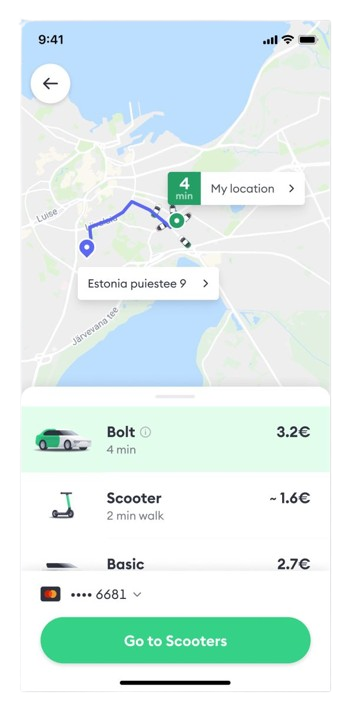 9:41
4
min
My location
Luise
Estonia puiestee 9
Järvevana tee
Bolt
3.2€
4 min
Scooter
~ 1.6€
2 min walk
Basic
2.7€
•••• 6681
Go to Scooters